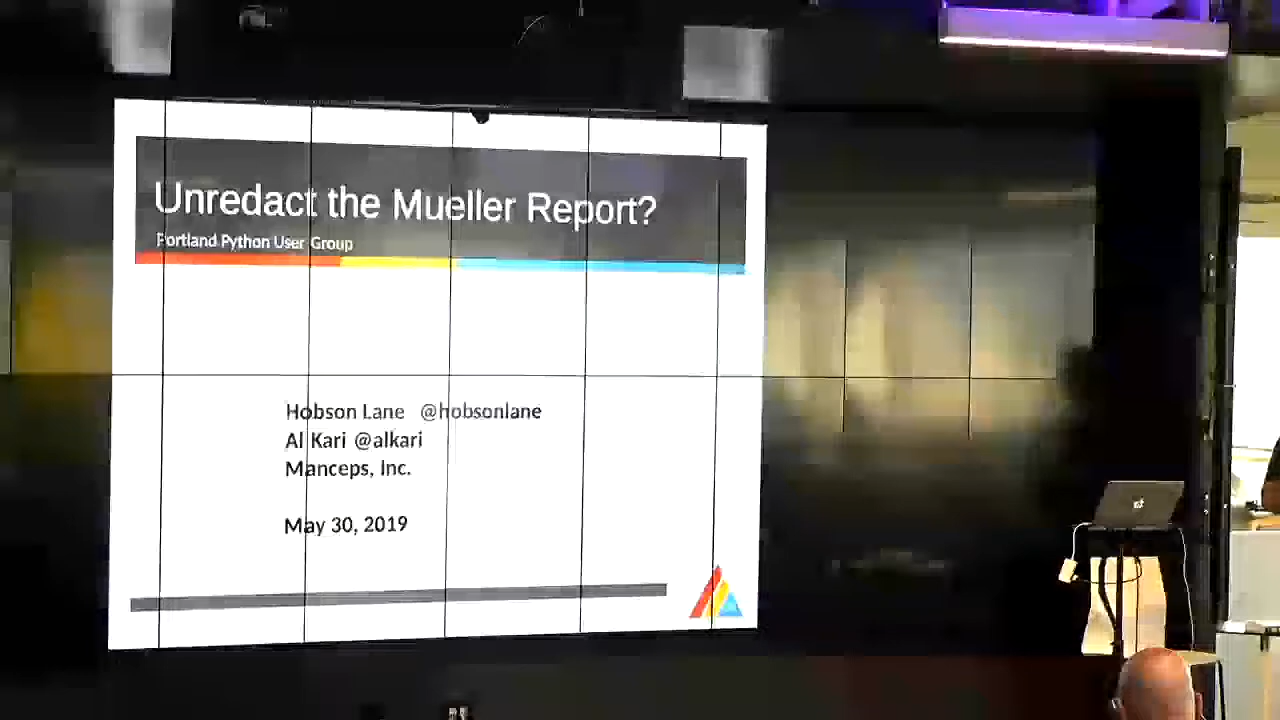 Unredact the Mueller Report?
Portland Python User Group
Hobson Lane @hobsonlane
Al Kari @alkari
Manceps, Inc.
May 30, 2019